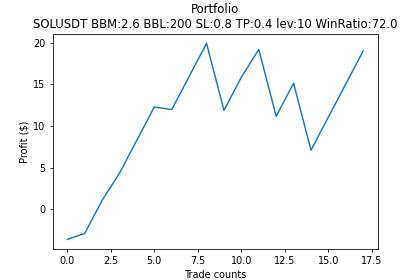 Portfolio
SOLUSDT BBM:2.6 BBL:200 SL:0.8 TP:0.4 lev:10 WinRatio:72.0
20
15
10
5
0
Profit ($)
0.0 2.5 5.0 7.5 10.0 12.5 15.0 17.5
Trade counts